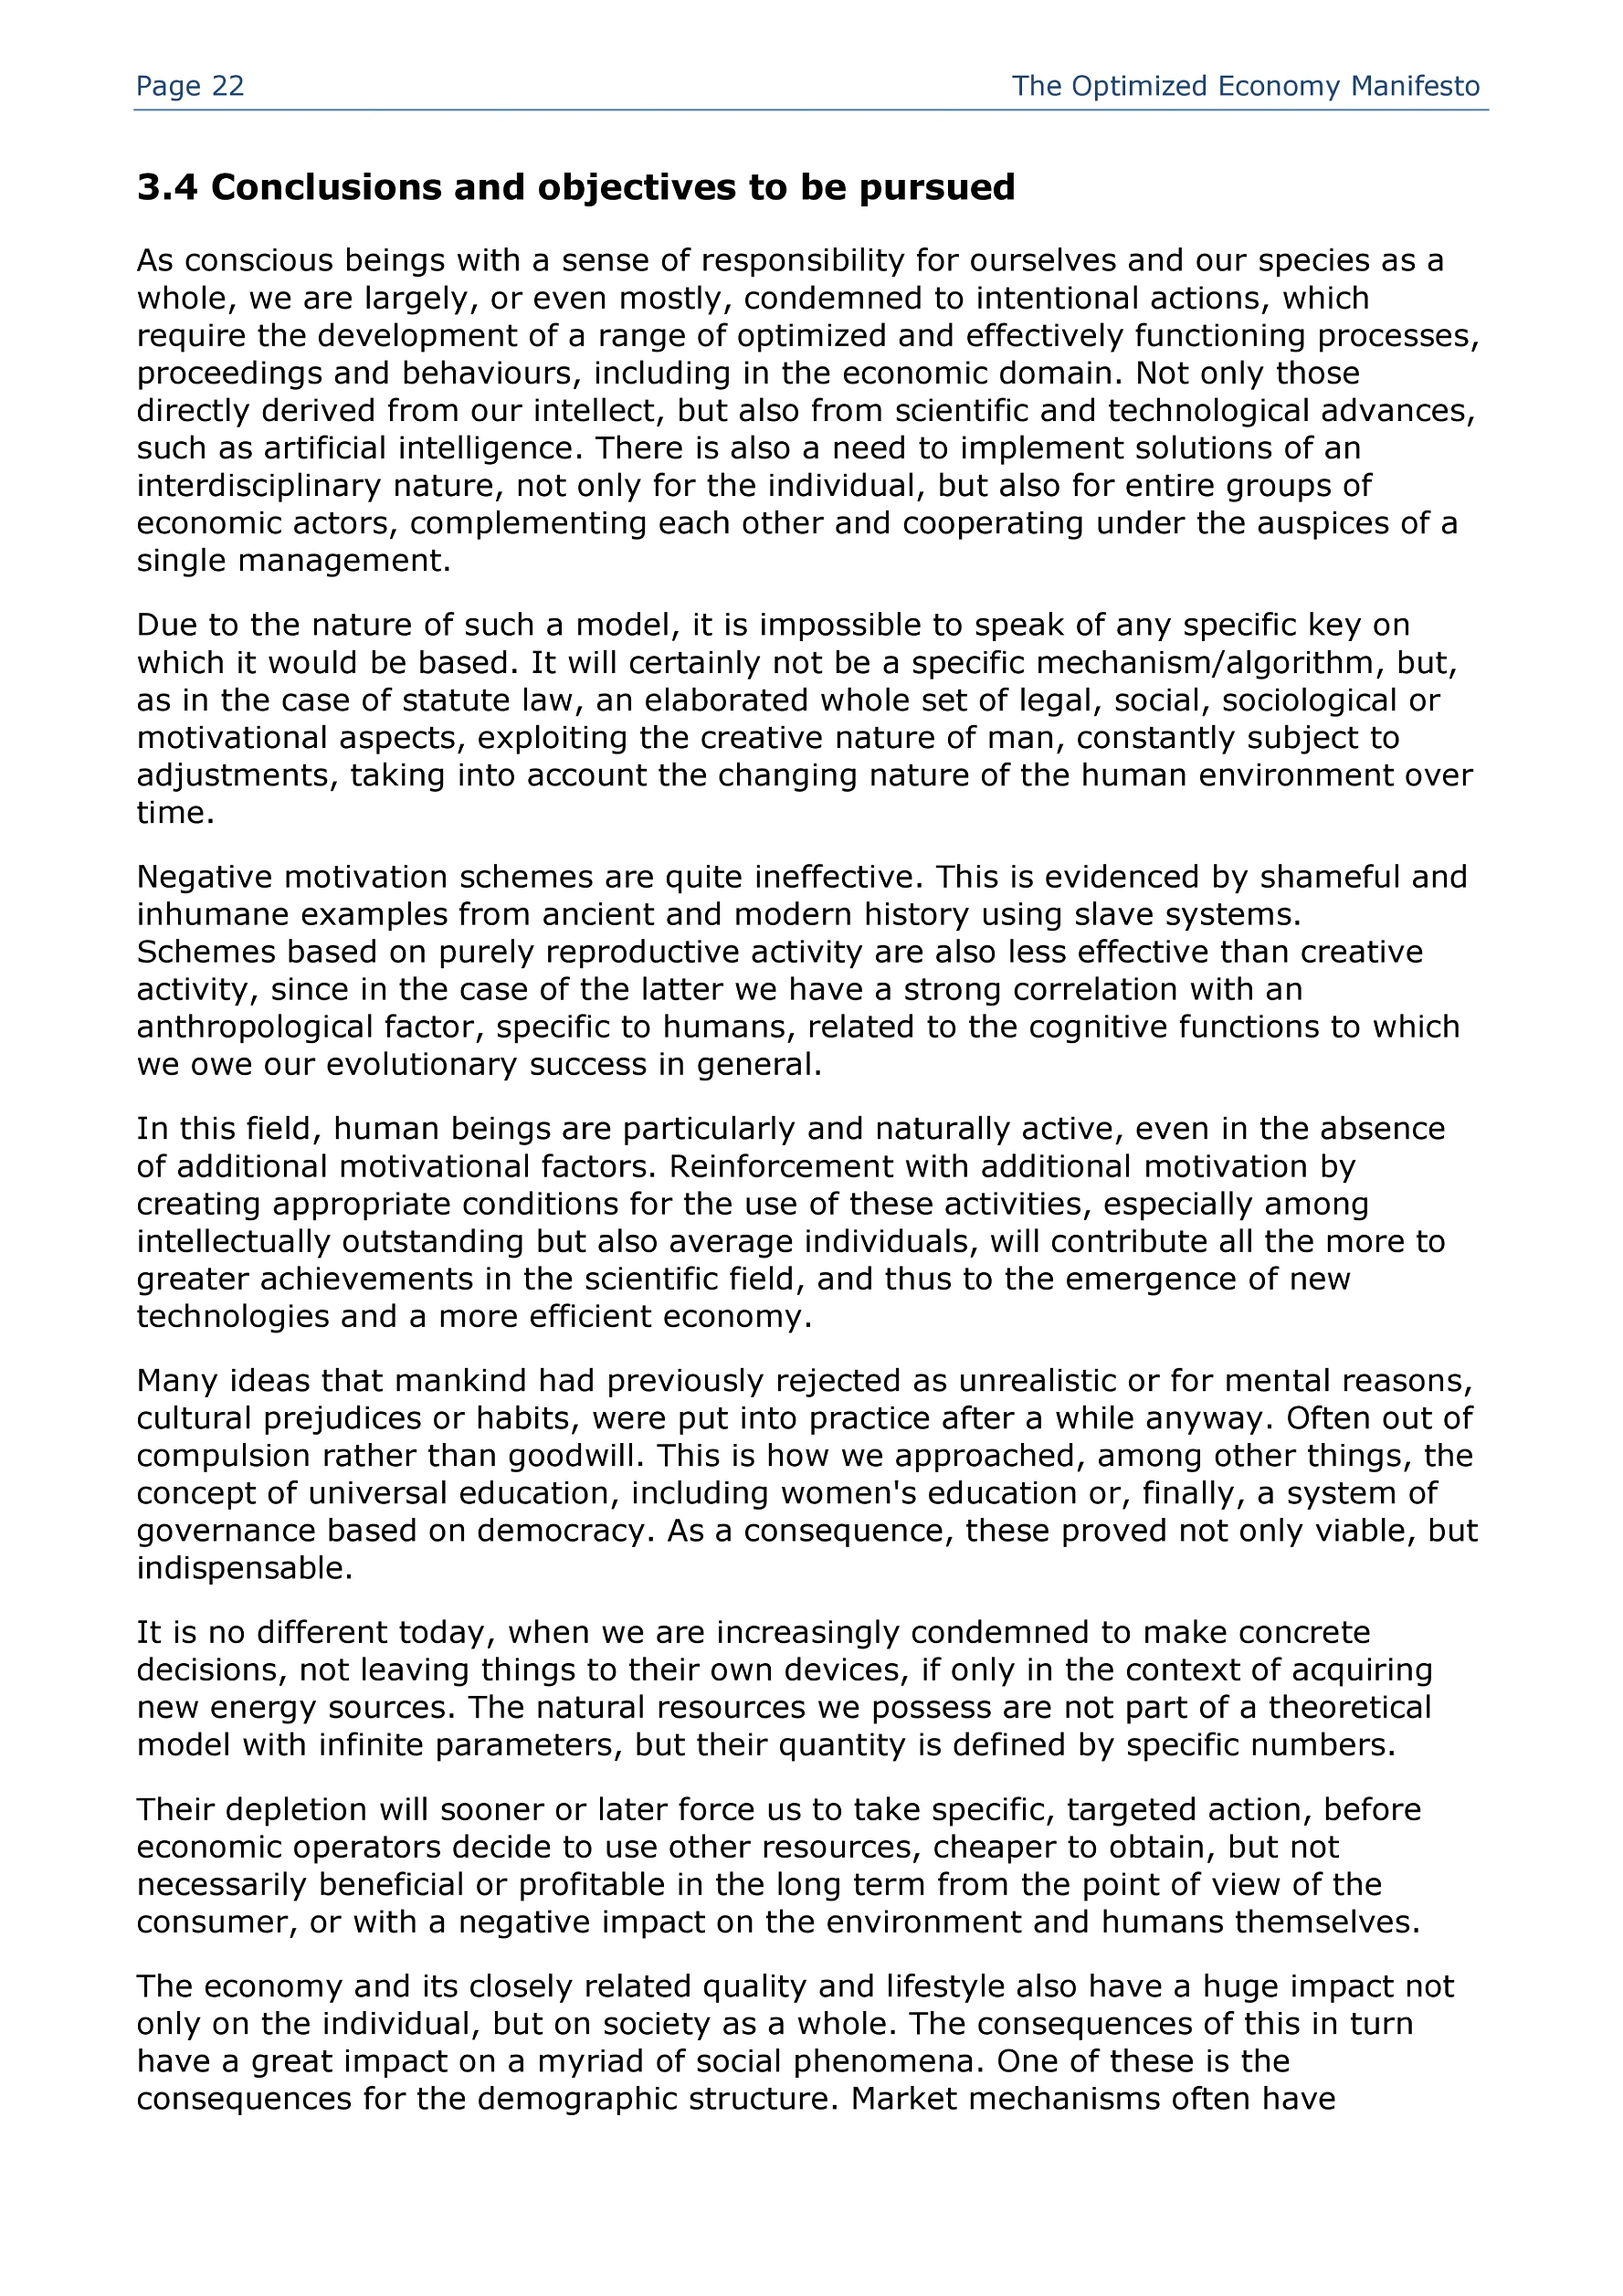 Page 22
The Optimized Economy Manifesto
3.4 Conclusions and objectives to be pursued
As conscious beings with a sense of responsibility for ourselves and our species as a
whole, we are largely, or even mostly, condemned to intentional actions, which
require the development of a range of optimized and effectively functioning processes,
proceedings and behaviours, including in the economic domain. Not only those
directly derived from our intellect, but also from scientific and technological advances,
such as artificial intelligence. There is also a need to implement solutions of an
interdisciplinary nature, not only for the individual, but also for entire groups of
economic actors, complementing each other and cooperating under the auspices of a
single management.
Due to the nature of such a model, it is impossible to speak of any specific key on
which it would be based. It will certainly not be a specific mechanism/algorithm, but,
as in the case of statute law, an elaborated whole set of legal, social, sociological or
motivational aspects, exploiting the creative nature of man, constantly subject to
adjustments, taking into account the changing nature of the human environment over
time.
Negative motivation schemes are quite ineffective. This is evidenced by shameful and
inhumane examples from ancient and modern history using slave systems.
Schemes based on purely reproductive activity are also less effective than creative
activity, since in the case of the latter we have a strong correlation with an
anthropological factor, specific to humans, related to the cognitive functions to which
we owe our evolutionary success in general.
In this field, human beings are particularly and naturally active, even in the absence
of additional motivational factors. Reinforcement with additional motivation by
creating appropriate conditions for the use of these activities, especially among
intellectually outstanding but also average individuals, will contribute all the more to
greater achievements in the scientific field, and thus to the emergence of new
technologies and a more efficient economy.
Many ideas that mankind had previously rejected as unrealistic or for mental reasons,
cultural prejudices or habits, were put into practice after a while anyway. Often out of
compulsion rather than goodwill. This is how we approached, among other things, the
concept of universal education, including women's education or, finally, a system of
governance based on democracy. As a consequence, these proved not only viable, but
indispensable.
It is no different today, when we are increasingly condemned to make concrete
decisions, not leaving things to their own devices, if only in the context of acquiring
new energy sources. The natural resources we possess are not part of a theoretical
model with infinite parameters, but their quantity is defined by specific numbers.
Their depletion will sooner or later force us to take specific, targeted action, before
economic operators decide to use other resources, cheaper to obtain, but not
necessarily beneficial or profitable in the long term from the point of view of the
consumer, or with a negative impact on the environment and humans themselves.
The economy and its closely related quality and lifestyle also have a huge impact not
only on the individual, but on society as a whole. The consequences of this in turn
have a great impact on a myriad of social phenomena. One of these is the
consequences for the demographic structure. Market mechanisms often have